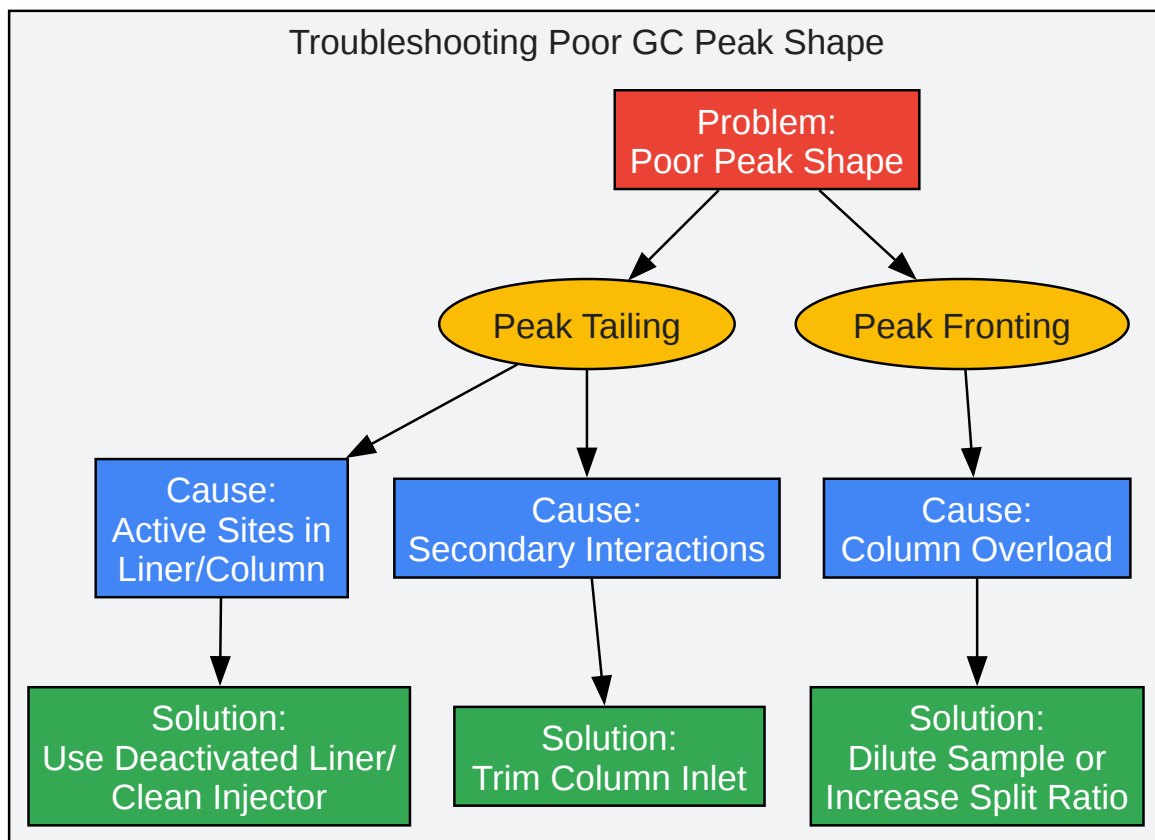 Troubleshooting Poor GC Peak Shape
Problem:
Poor Peak Shape
Peak Tailing
Peak Fronting
Cause:
Active Sites in
Liner/Column
Cause:
Secondary Interactions
Cause:
Column Overload
Solution:
Use Deactivated Liner/
Clean Injector
Solution:
Trim Column Inlet
Solution:
Dilute Sample or
Increase Split Ratio